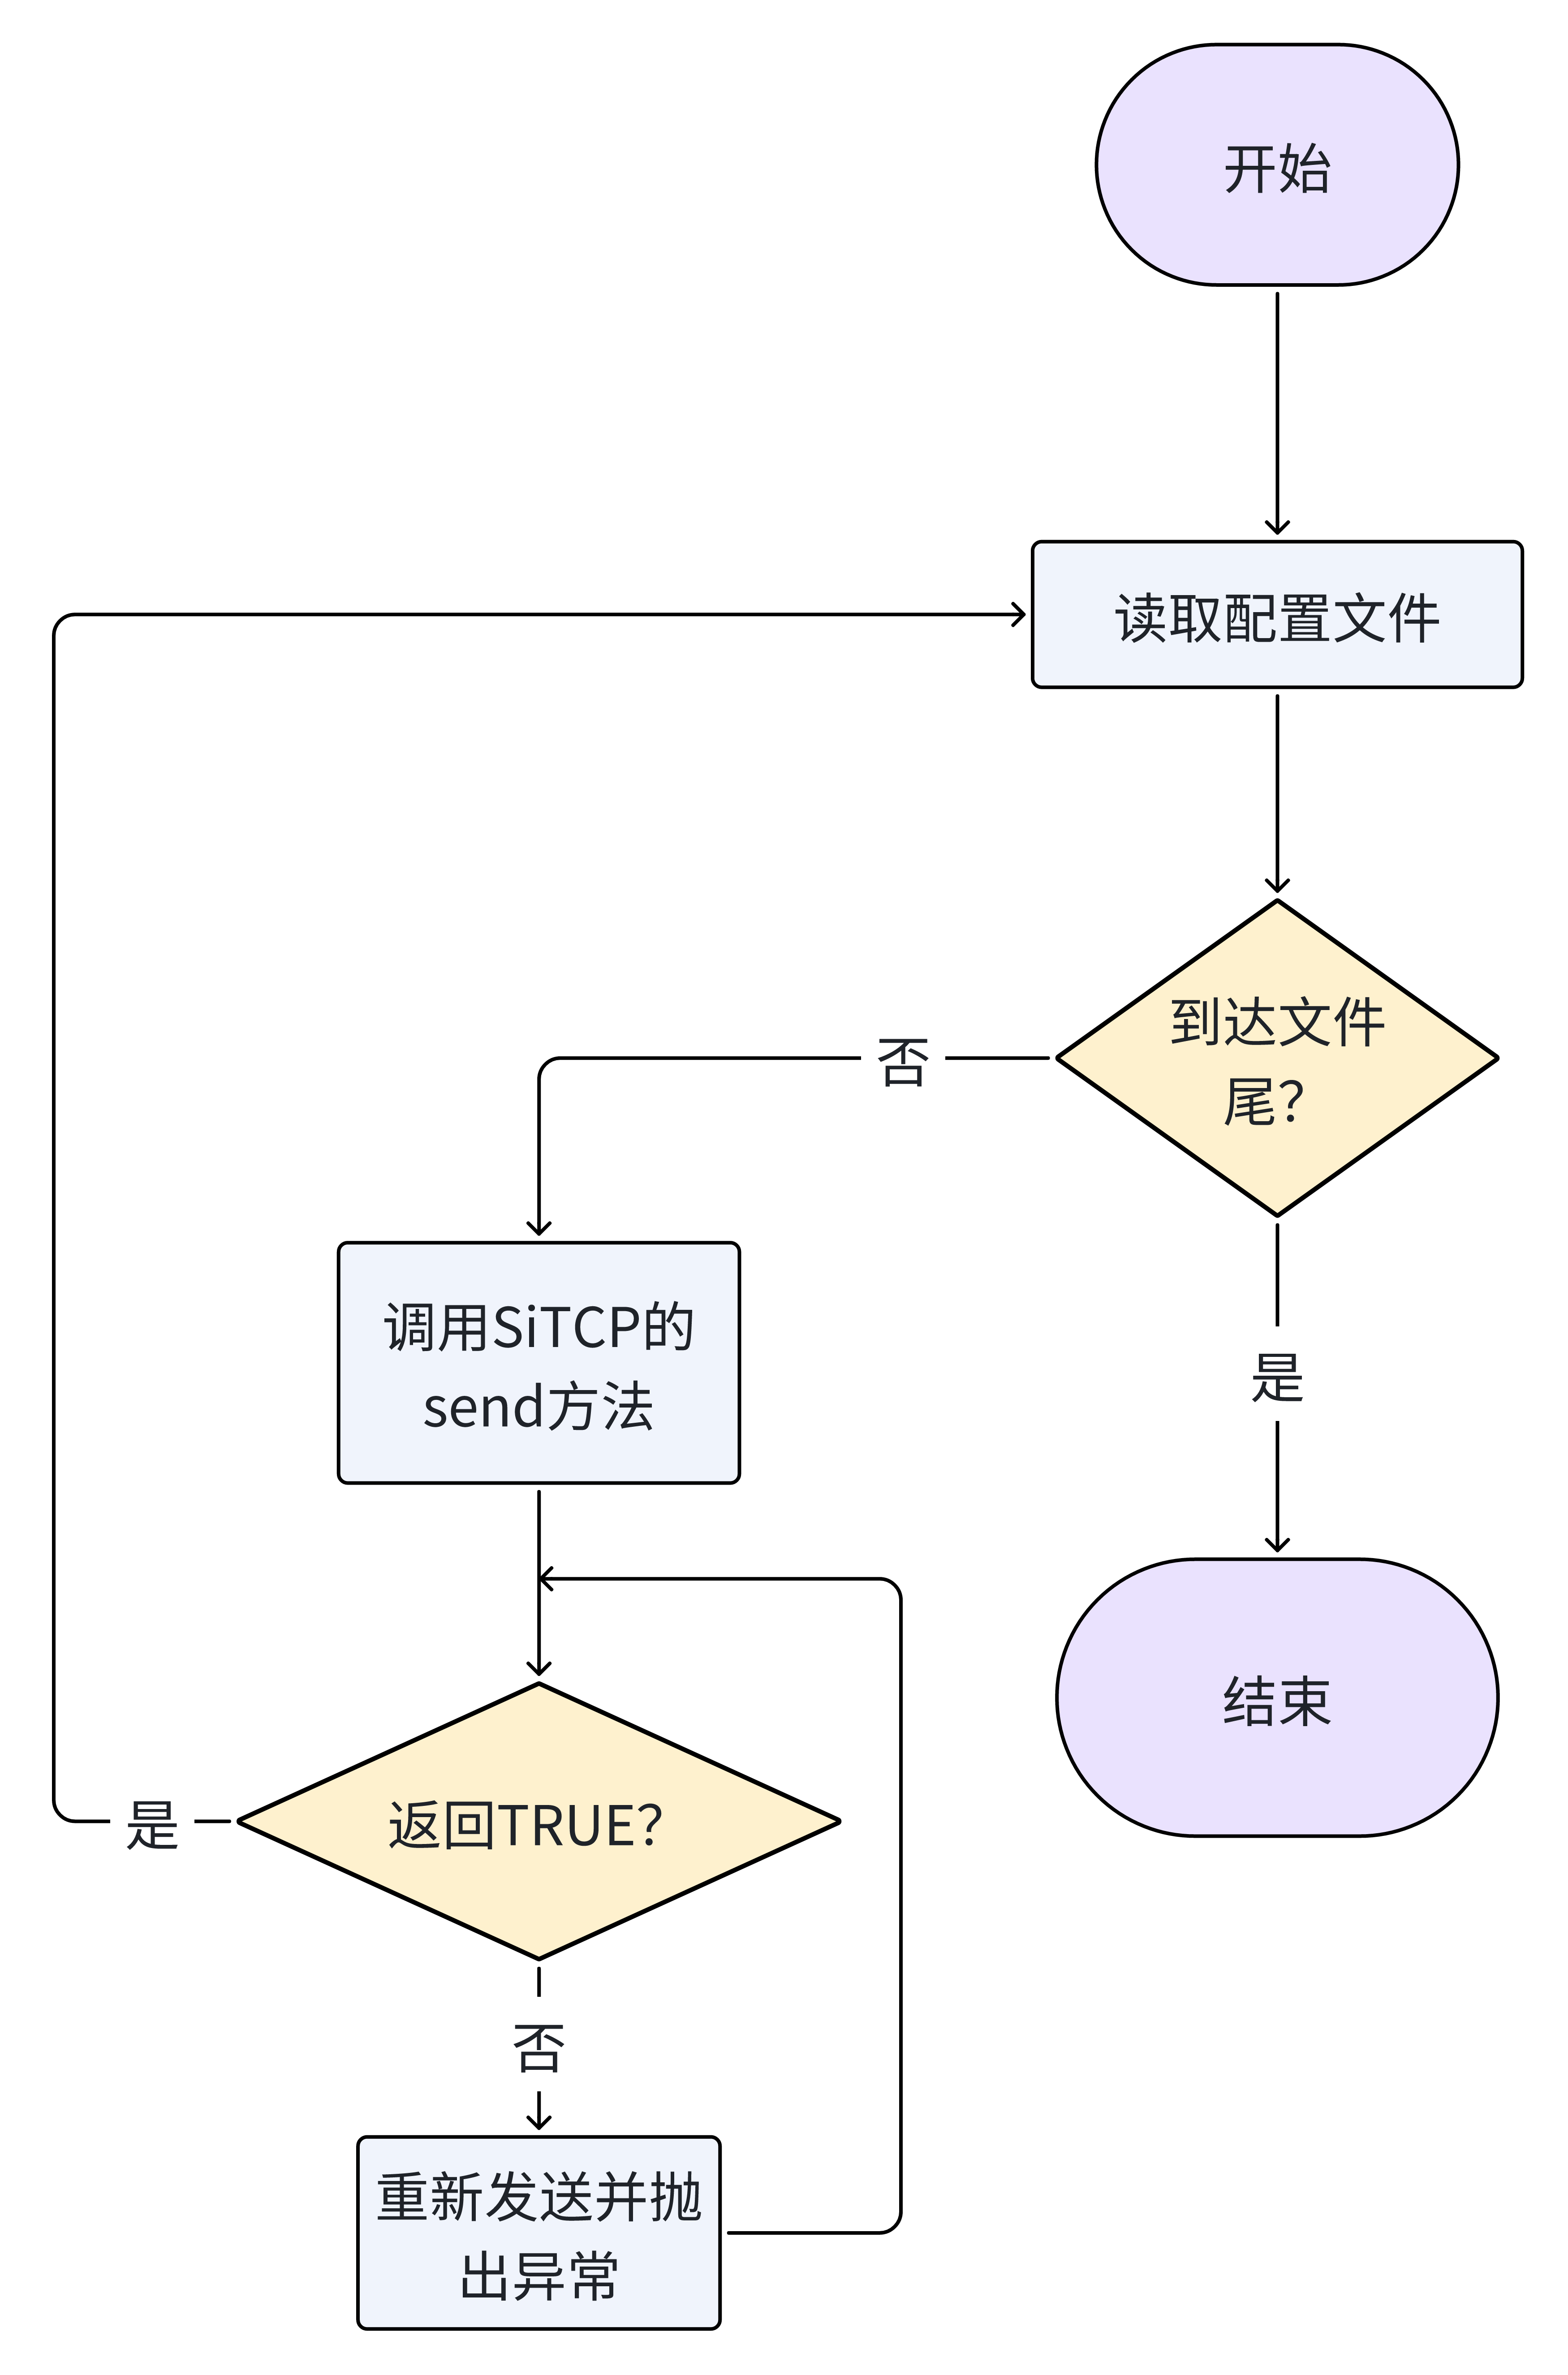 开始
读取配置文件
到达文件
尾？
否
是
调用SiTCP的
send方法
结束
返回TRUE？
是
否
重新发送并抛
出异常